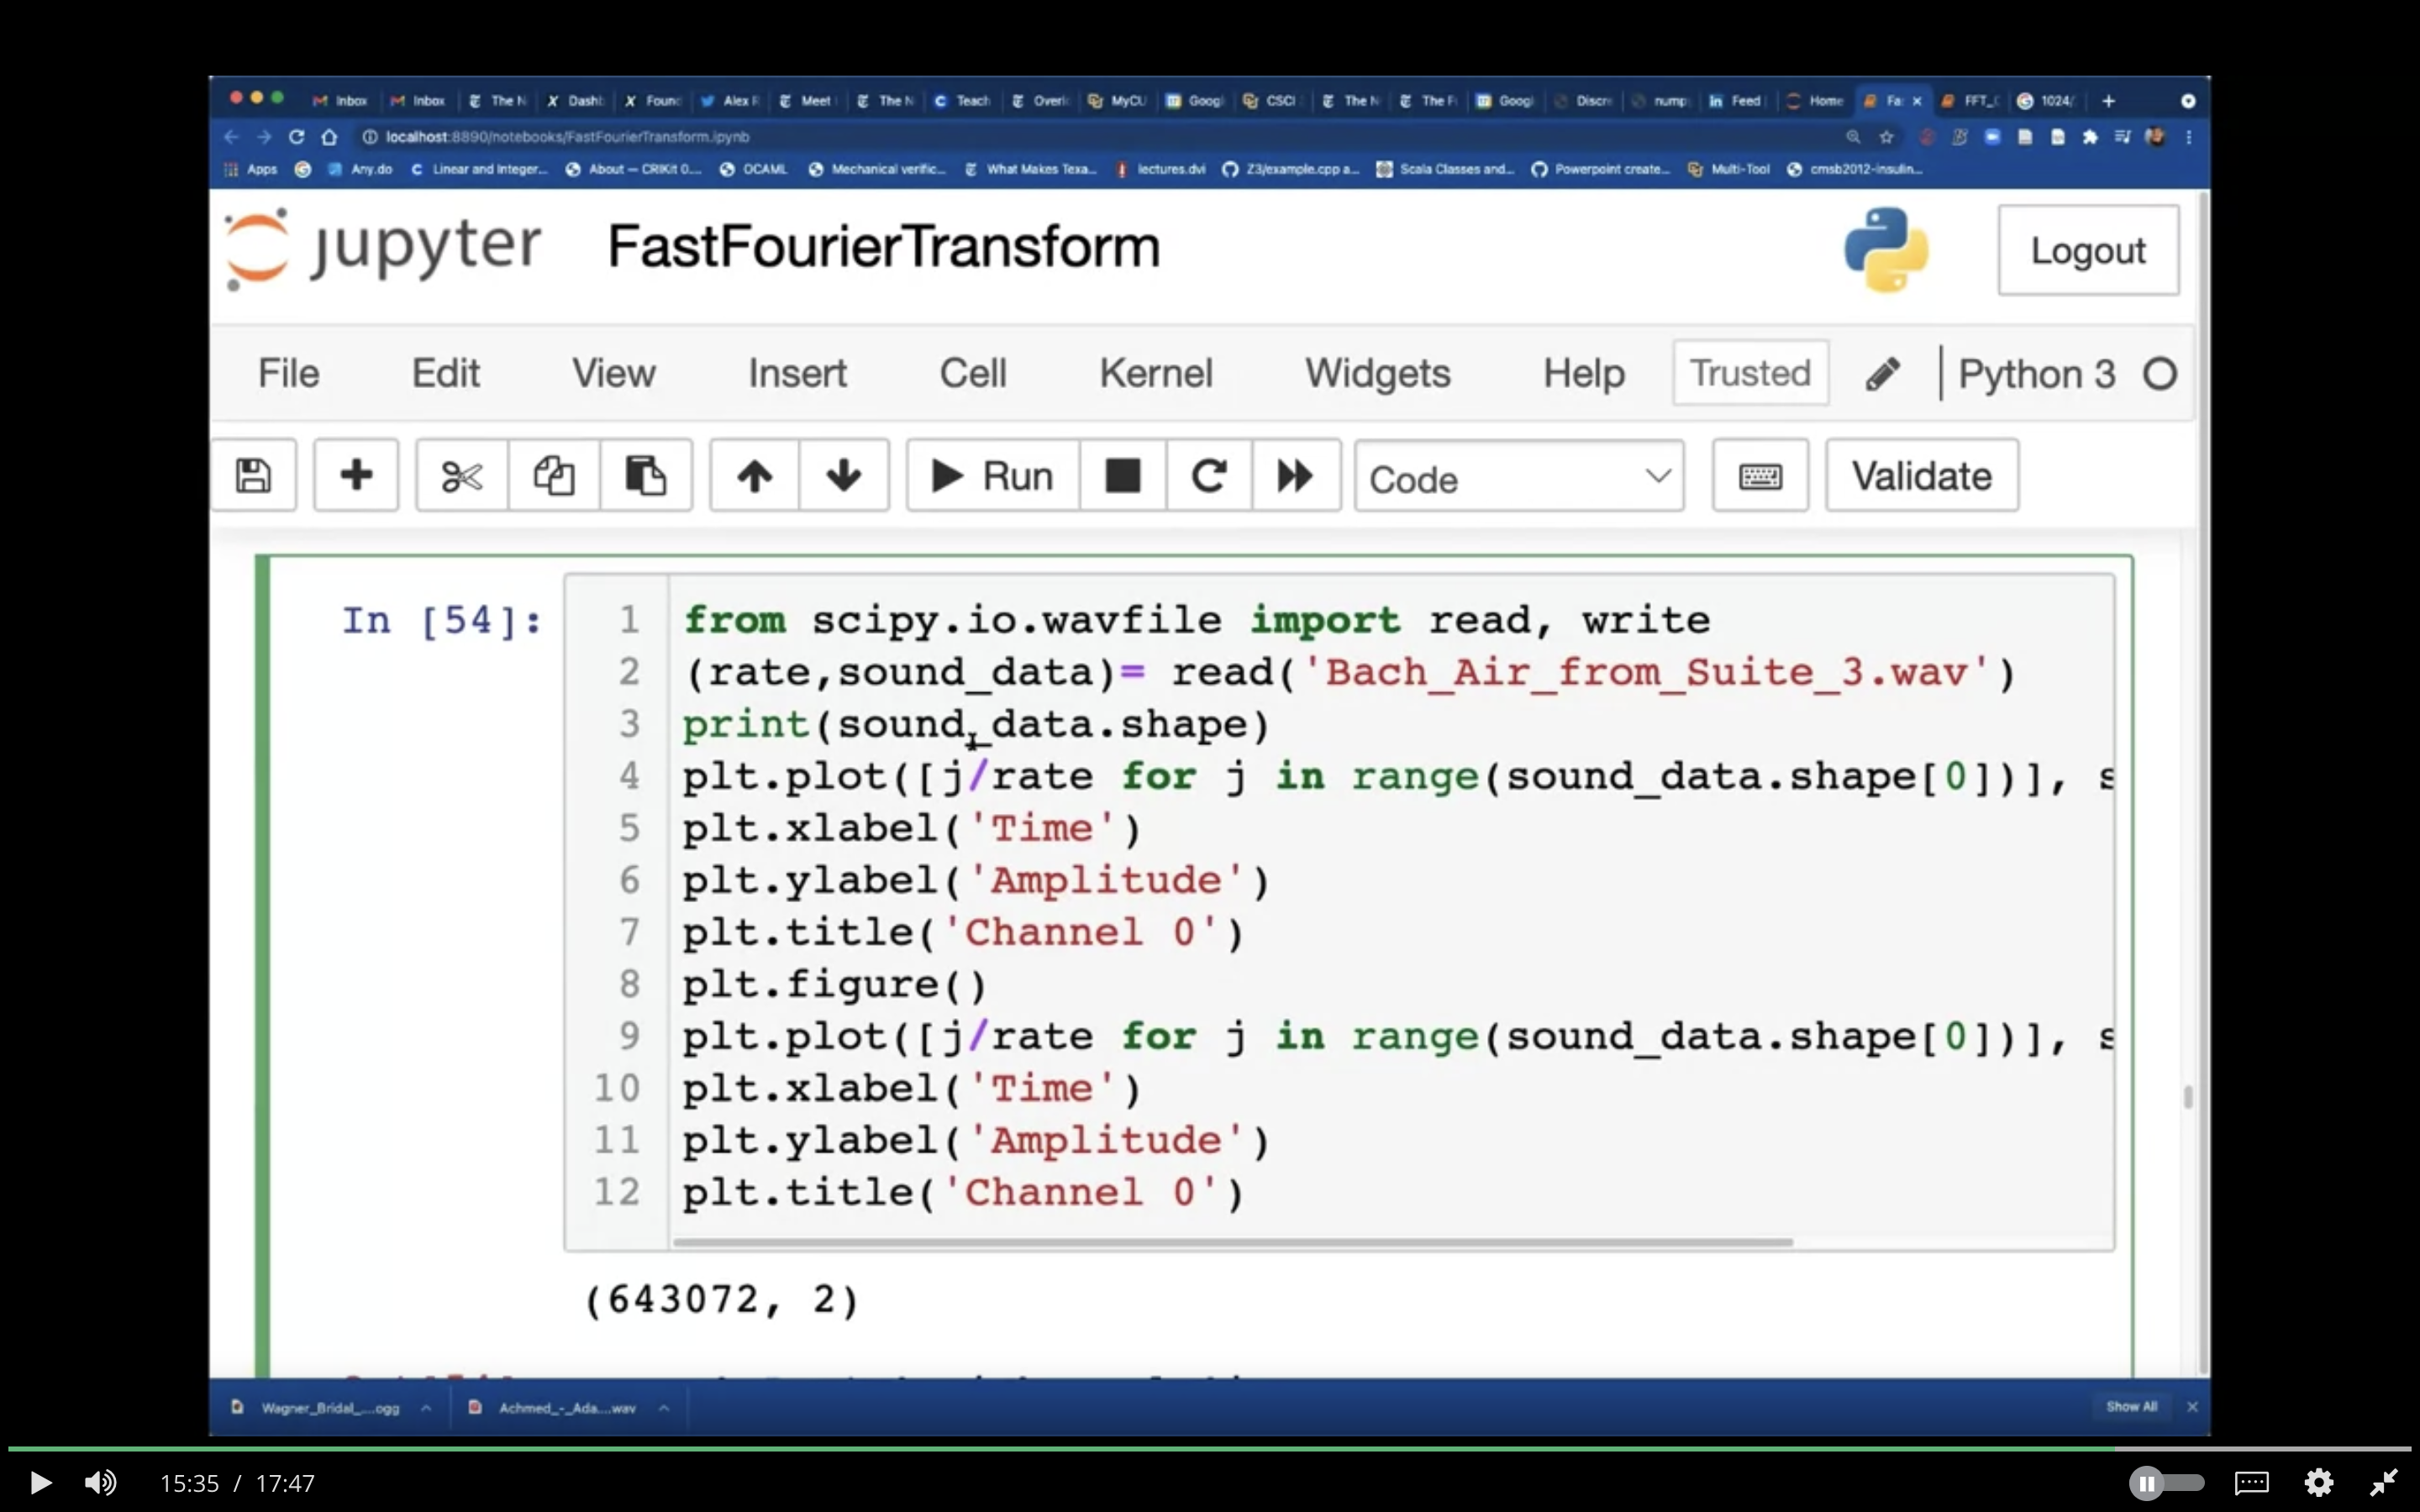 Inbox Inbox The N Dashb Found Alex R Meet The N Teach Overl MyCU Googl CSCI The N The Fi Googl Discre nump Feed Home Fa FFT_C 1024/
localhost:8890/notebooks/FastFourierTransform.ipynb
Apps Any.do Linear and Integer... About — CRIKit 0.... OCAML Mechanical verific... What Makes Texa... lectures.dvi Z3/example.cpp a... Scala Classes and... Powerpoint create... Multi-Tool cmsb2012-insulin...
jupyter FastFourierTransform Logout
File Edit View Insert Cell Kernel Widgets Help Trusted Python 3
Run Code Validate
In [54]:
1 from scipy.io.wavfile import read, write
2 (rate,sound_data)= read('Bach_Air_from_Suite_3.wav')
3 print(sound_data.shape)
4 plt.plot([j/rate for j in range(sound_data.shape[0])], s
5 plt.xlabel('Time')
6 plt.ylabel('Amplitude')
7 plt.title('Channel 0')
8 plt.figure()
9 plt.plot([j/rate for j in range(sound_data.shape[0])], s
10 plt.xlabel('Time')
11 plt.ylabel('Amplitude')
12 plt.title('Channel 0')
(643072, 2)
Wagner_Bridal_....ogg Achmed_-_Ada....wav Show All
15:35 / 17:47